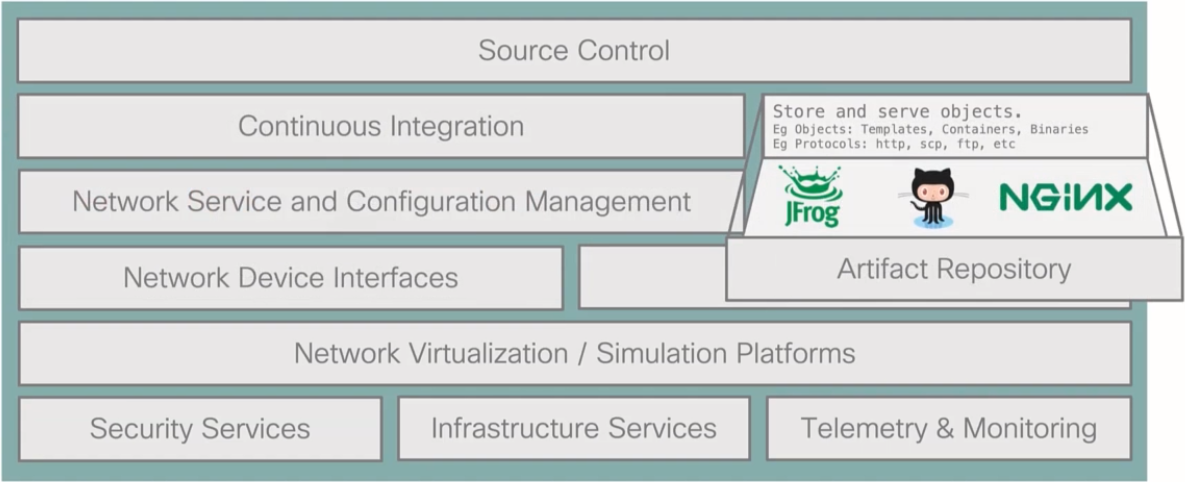 Source Control
Continuous Integration
Store and serve objects.
Eg Objects: Templates, Containers, Binaries
Eg Protocols: http, scp, ftp, etc
Network Service and Configuration Management
JFrog
NGINX
Network Device Interfaces
Artifact Repository
Network Virtualization / Simulation Platforms
Security Services
Infrastructure Services
Telemetry & Monitoring